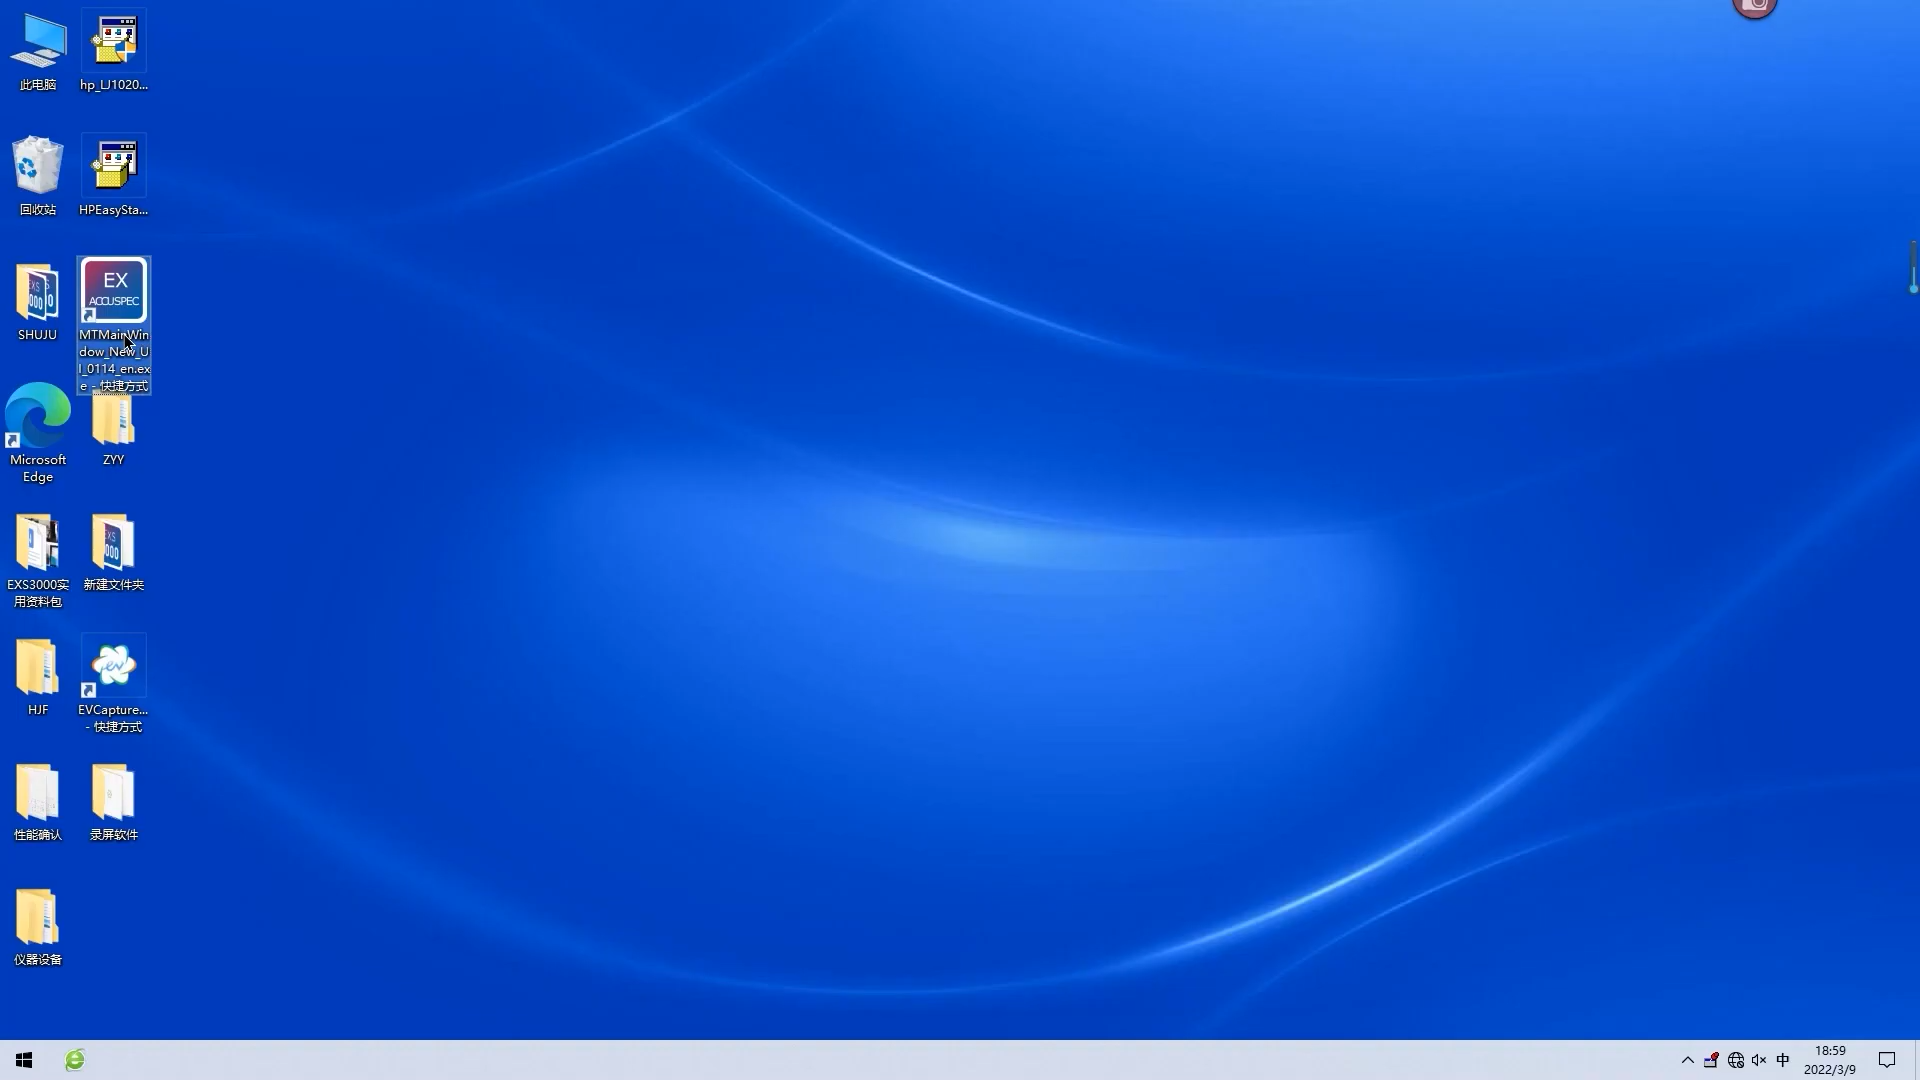 此电脑
hp_LJ1020...
回收站
HPEasySta...
SHUJU
EX
ACCUSPEC
MTMainWin
dow_New_U
I_0114_en.ex
e - 快捷方式
Microsoft
Edge
ZYY
EXS3000实
用资料包
新建文件夹
HJF
EVCapture...
- 快捷方式
性能确认
录屏软件
仪器设备
中
18:59
2022/3/9